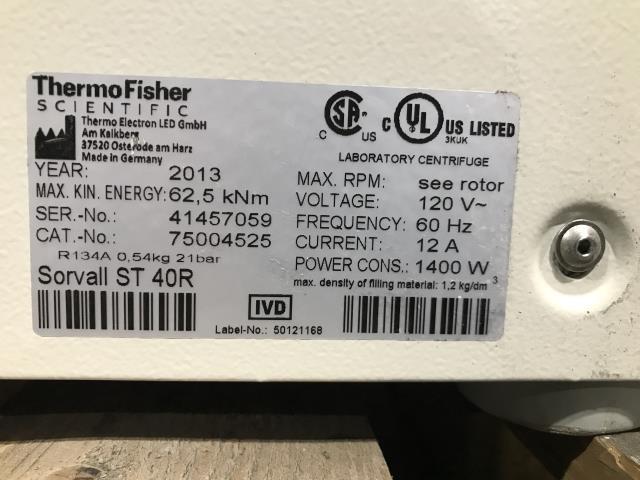 ThermoFisher
SCIENTIFIC
Thermo Electron LED GmbH
Am Kalkberg
37520 Osterode am Harz
Made in Germany
YEAR: 2013
MAX. KIN. ENERGY: 62,5 kNm
SER.-No.: 41457059
CAT.-No.: 75004525
R134A 0,54kg 21bar
Sorvall ST 40R
C SA US
C UL US LISTED
3KUK
LABORATORY CENTRIFUGE
MAX. RPM: see rotor
VOLTAGE: 120 V~
FREQUENCY: 60 Hz
CURRENT: 12 A
POWER CONS.: 1400 W
max. density of filling material: 1,2 kg/dm³
IVD
Label-No.: 50121168